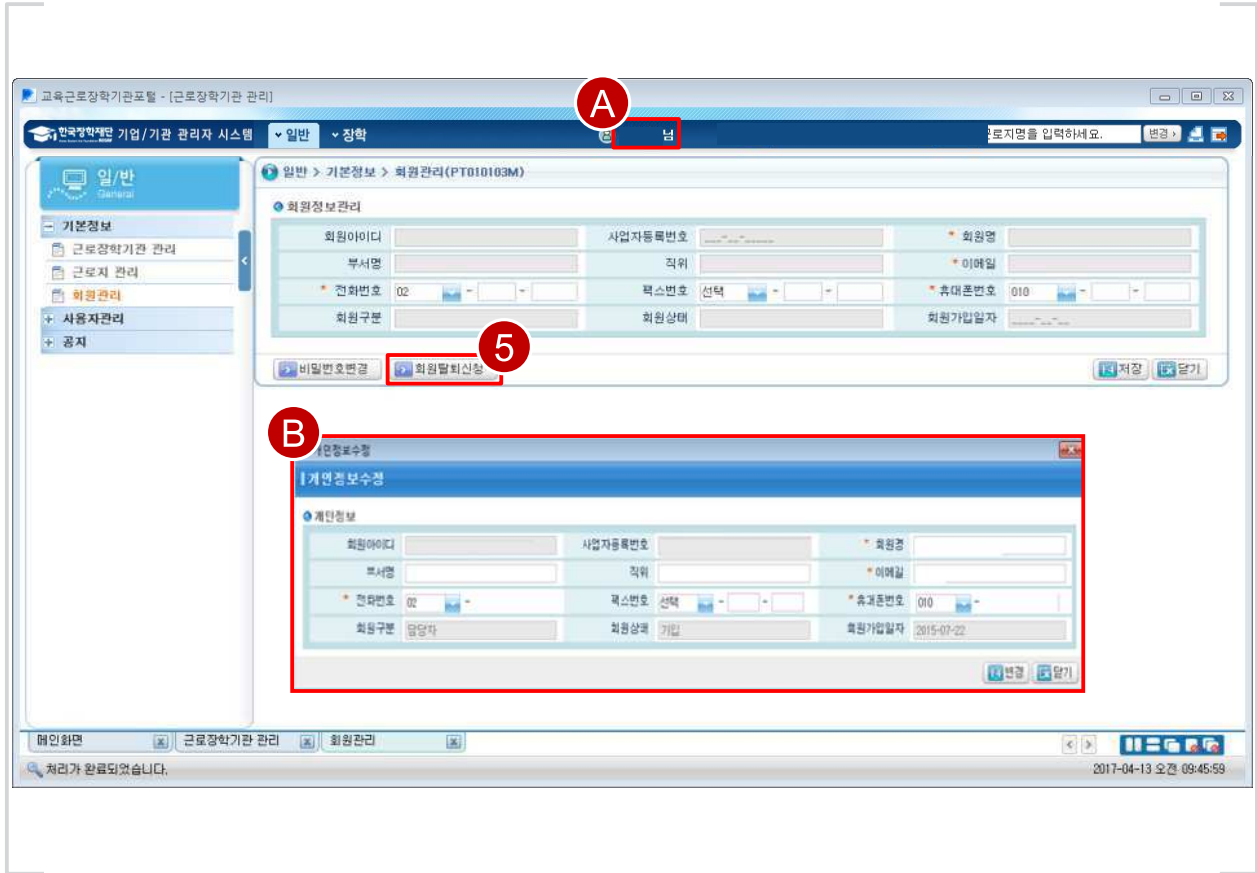 교육근로장학기관포털 - [근로장학기관 관리]
A
한국장학재단 기업/기관 관리자 시스템 일반 장학 님 근로지명을 입력하세요. 변경
일/반
General
일반 > 기본정보 > 회원관리(PT010103M)
회원정보관리
기본정보
근로장학기관 관리
근로지 관리
회원관리
사용자관리
공지
회원아이디 사업자등록번호 * 회원명
부서명 직위 * 이메일
* 전화번호 02 - - 팩스번호 선택 - - * 휴대폰번호 010 - -
회원구분 회원상태 회원가입일자
5
비밀번호변경 회원탈퇴신청 저장 닫기
B
개인정보수정
개인정보수정
개인정보
회원아이디 사업자등록번호 * 회원명
부서명 직위 * 이메일
* 전화번호 02 - 팩스번호 선택 - - * 휴대폰번호 010 -
회원구분 담당자 회원상태 가입 회원가입일자 2015-07-22
변경 닫기
메인화면 근로장학기관 관리 회원관리
처리가 완료되었습니다. 2017-04-13 오전 09:45:59